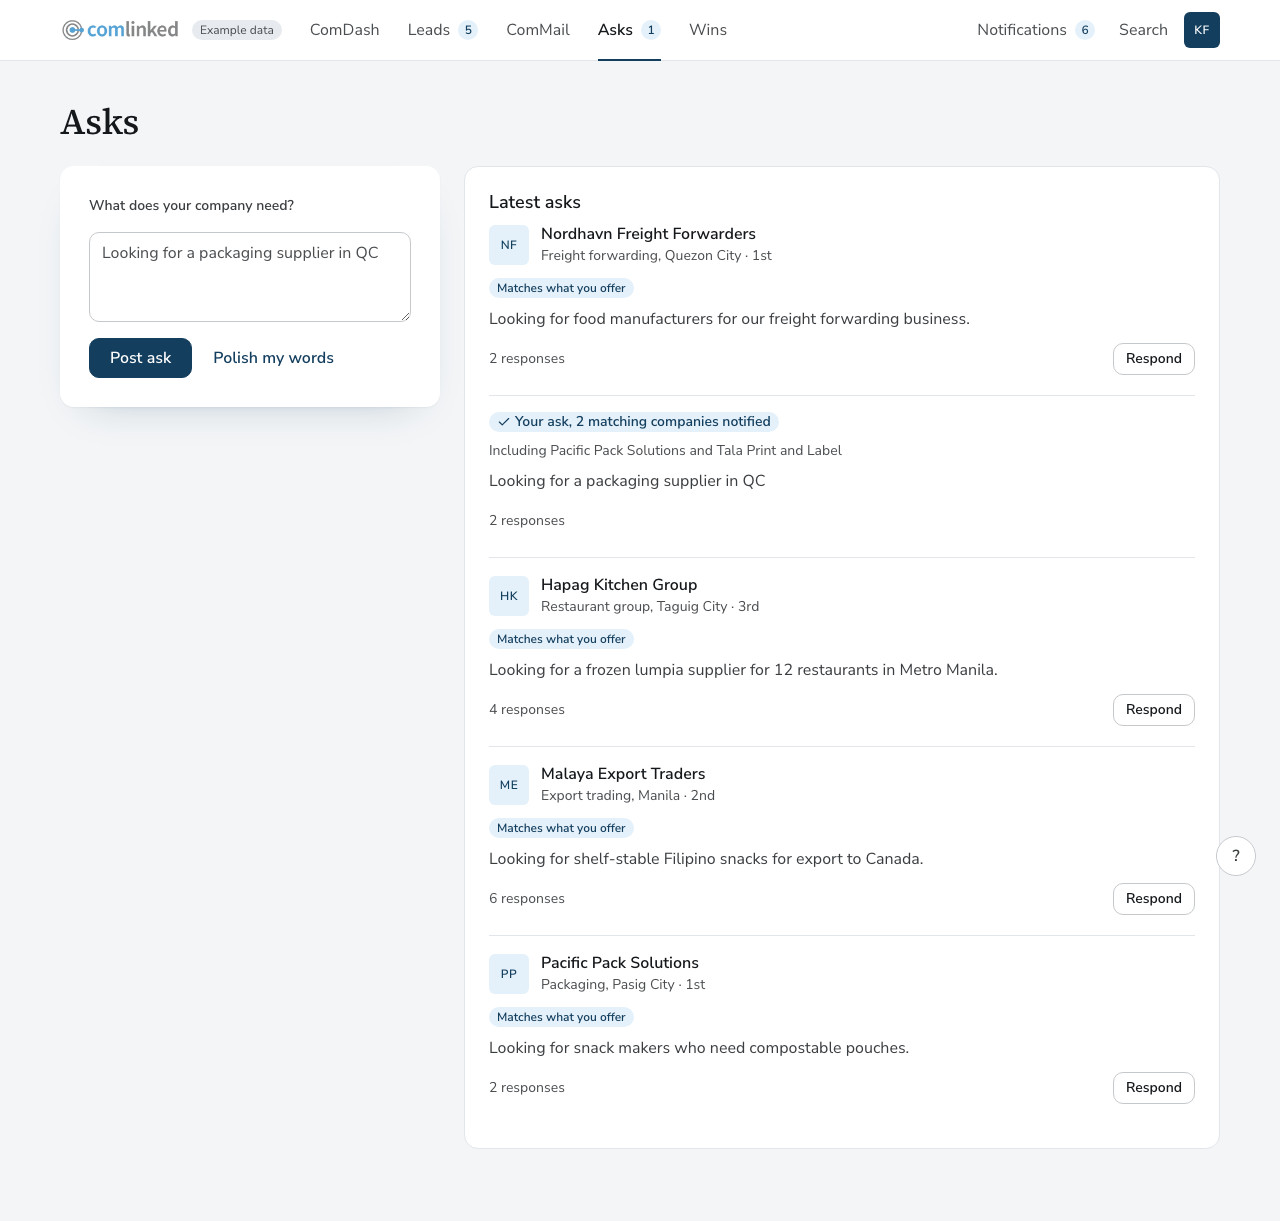 comlinked
Example data
ComDash
Leads 5
ComMail
Asks 1
Wins
Notifications 6
Search
KF
Asks
What does your company need?
Looking for a packaging supplier in QC
Post ask
Polish my words
Latest asks
NF
Nordhavn Freight Forwarders
Freight forwarding, Quezon City · 1st
Matches what you offer
Looking for food manufacturers for our freight forwarding business.
2 responses
Respond
Your ask, 2 matching companies notified
Including Pacific Pack Solutions and Tala Print and Label
Looking for a packaging supplier in QC
2 responses
HK
Hapag Kitchen Group
Restaurant group, Taguig City · 3rd
Matches what you offer
Looking for a frozen lumpia supplier for 12 restaurants in Metro Manila.
4 responses
Respond
ME
Malaya Export Traders
Export trading, Manila · 2nd
Matches what you offer
Looking for shelf-stable Filipino snacks for export to Canada.
6 responses
Respond
?
PP
Pacific Pack Solutions
Packaging, Pasig City · 1st
Matches what you offer
Looking for snack makers who need compostable pouches.
2 responses
Respond